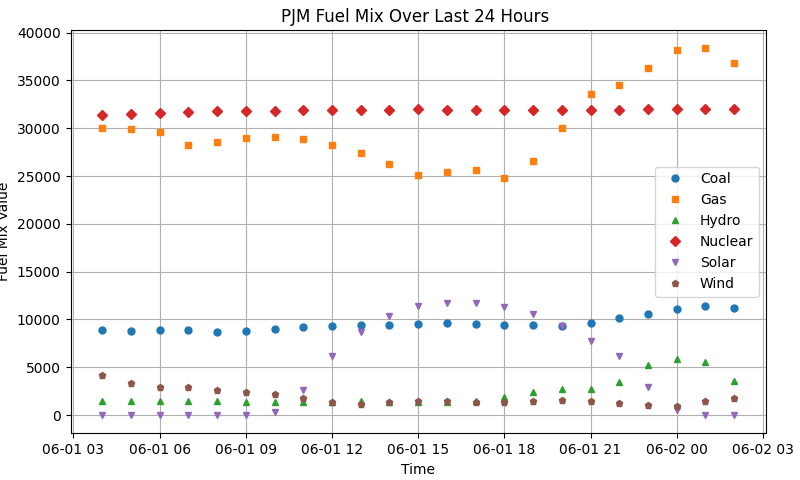 PJM Fuel Mix Over Last 24 Hours
40000
35000
30000
25000
20000
15000
10000
5000
0
Fuel Mix Value
Coal
Gas
Hydro
Nuclear
Solar
Wind
06-01 03 06-01 06 06-01 09 06-01 12 06-01 15 06-01 18 06-01 21 06-02 00 06-02 03
Time